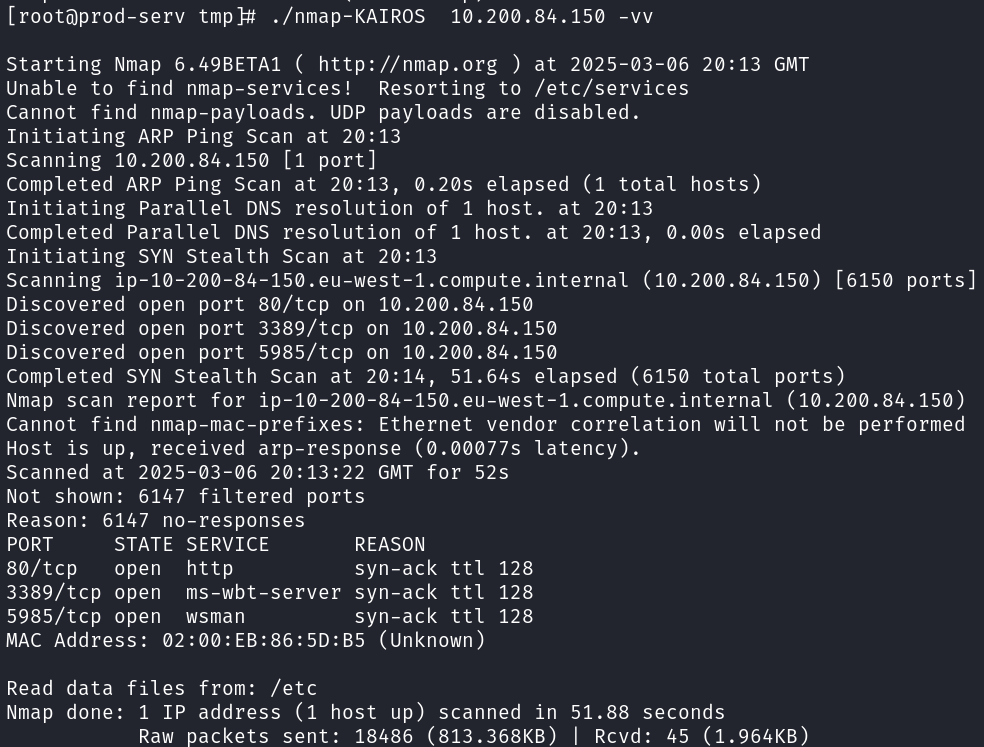 [root@prod-serv tmp]# ./nmap-KAIROS  10.200.84.150 -vv
Starting Nmap 6.49BETA1 ( http://nmap.org ) at 2025-03-06 20:13 GMT
Unable to find nmap-services!  Resorting to /etc/services
Cannot find nmap-payloads. UDP payloads are disabled.
Initiating ARP Ping Scan at 20:13
Scanning 10.200.84.150 [1 port]
Completed ARP Ping Scan at 20:13, 0.20s elapsed (1 total hosts)
Initiating Parallel DNS resolution of 1 host. at 20:13
Completed Parallel DNS resolution of 1 host. at 20:13, 0.00s elapsed
Initiating SYN Stealth Scan at 20:13
Scanning ip-10-200-84-150.eu-west-1.compute.internal (10.200.84.150) [6150 ports]
Discovered open port 80/tcp on 10.200.84.150
Discovered open port 3389/tcp on 10.200.84.150
Discovered open port 5985/tcp on 10.200.84.150
Completed SYN Stealth Scan at 20:14, 51.64s elapsed (6150 total ports)
Nmap scan report for ip-10-200-84-150.eu-west-1.compute.internal (10.200.84.150)
Cannot find nmap-mac-prefixes: Ethernet vendor correlation will not be performed
Host is up, received arp-response (0.00077s latency).
Scanned at 2025-03-06 20:13:22 GMT for 52s
Not shown: 6147 filtered ports
Reason: 6147 no-responses
PORT     STATE SERVICE       REASON
80/tcp   open  http          syn-ack ttl 128
3389/tcp open  ms-wbt-server syn-ack ttl 128
5985/tcp open  wsman         syn-ack ttl 128
MAC Address: 02:00:EB:86:5D:B5 (Unknown)
Read data files from: /etc
Nmap done: 1 IP address (1 host up) scanned in 51.88 seconds
           Raw packets sent: 18486 (813.368KB) | Rcvd: 45 (1.964KB)